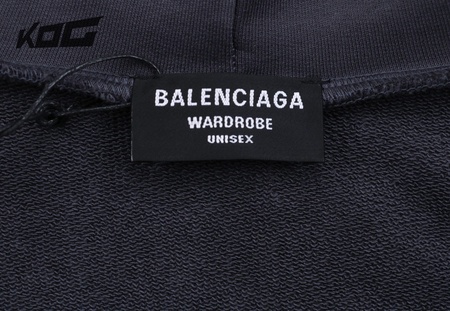 KOG
BALENCIAGA
WARDROBE
UNISEX